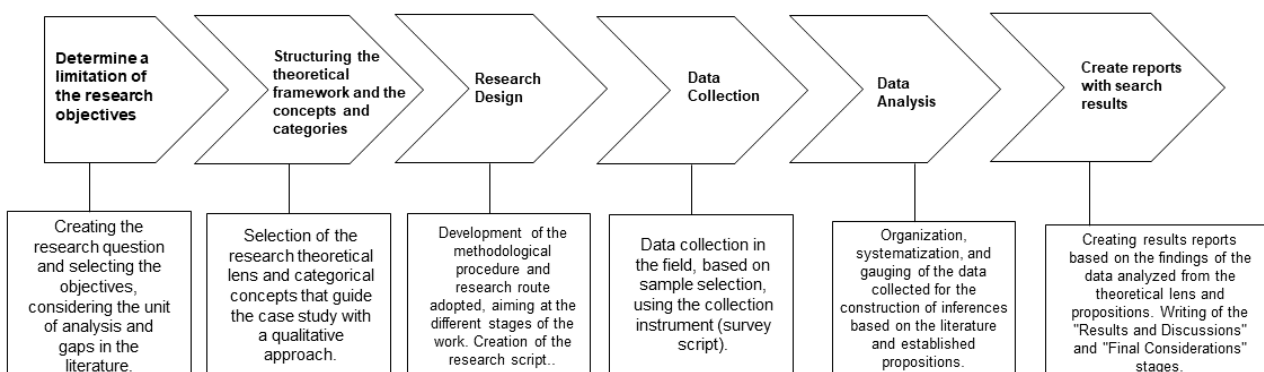 Determine a
limitation of
the research
objectives
Structuring the
theoretical
framework and the
concepts and
categories
Research
Design
Data
Collection
Data
Analysis
Create reports
with search
results
Creating the
research question
and selecting the
objectives,
considering the unit
of analysis and
gaps in the
literature.
Selection of the
research theoretical
lens and categorical
concepts that guide
the case study with
a qualitative
approach.
Development of the
methodological
procedure and
research route
adopted, aiming at the
different stages of the
work. Creation of the
research script..
Data collection in
the field, based on
sample selection,
using the collection
instrument (survey
script).
Organization,
systematization, and
gauging of the data
collected for the
construction of inferences
based on the literature
and established
propositions.
Creating results reports
based on the findings of
the data analyzed from the
theoretical lens and
propositions. Writing of the
"Results and Discussions"
and "Final Considerations"
stages.